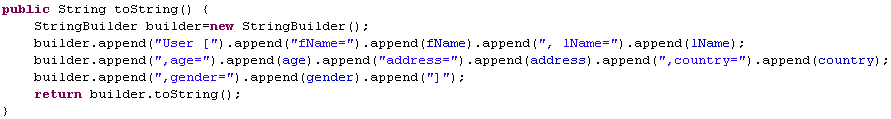 public String toString() {
    StringBuilder builder=new StringBuilder();
    builder.append("User [").append("fName=").append(fName).append(", lName=").append(lName);
    builder.append(",age=").append(age).append("address=").append(address).append(",country=").append(country);
    builder.append(",gender=").append(gender).append("]");
    return builder.toString();
}